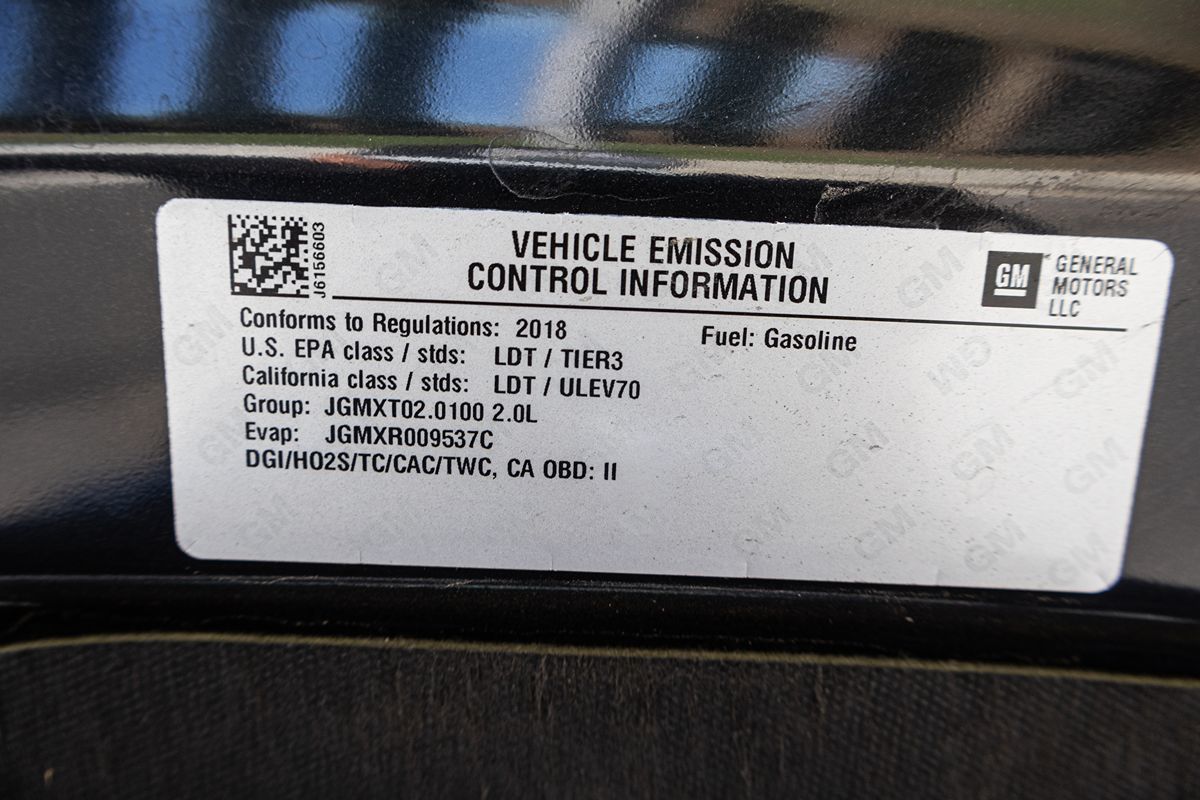 J6156603
VEHICLE EMISSION
CONTROL INFORMATION
GM
GENERAL
MOTORS
LLC
Conforms to Regulations: 2018
Fuel: Gasoline
U.S. EPA class / stds: LDT / TIER3
California class / stds: LDT / ULEV70
Group: JGMXT02.0100 2.0L
Evap: JGMXR009537C
DGI/HO2S/TC/CAC/TWC, CA OBD: II